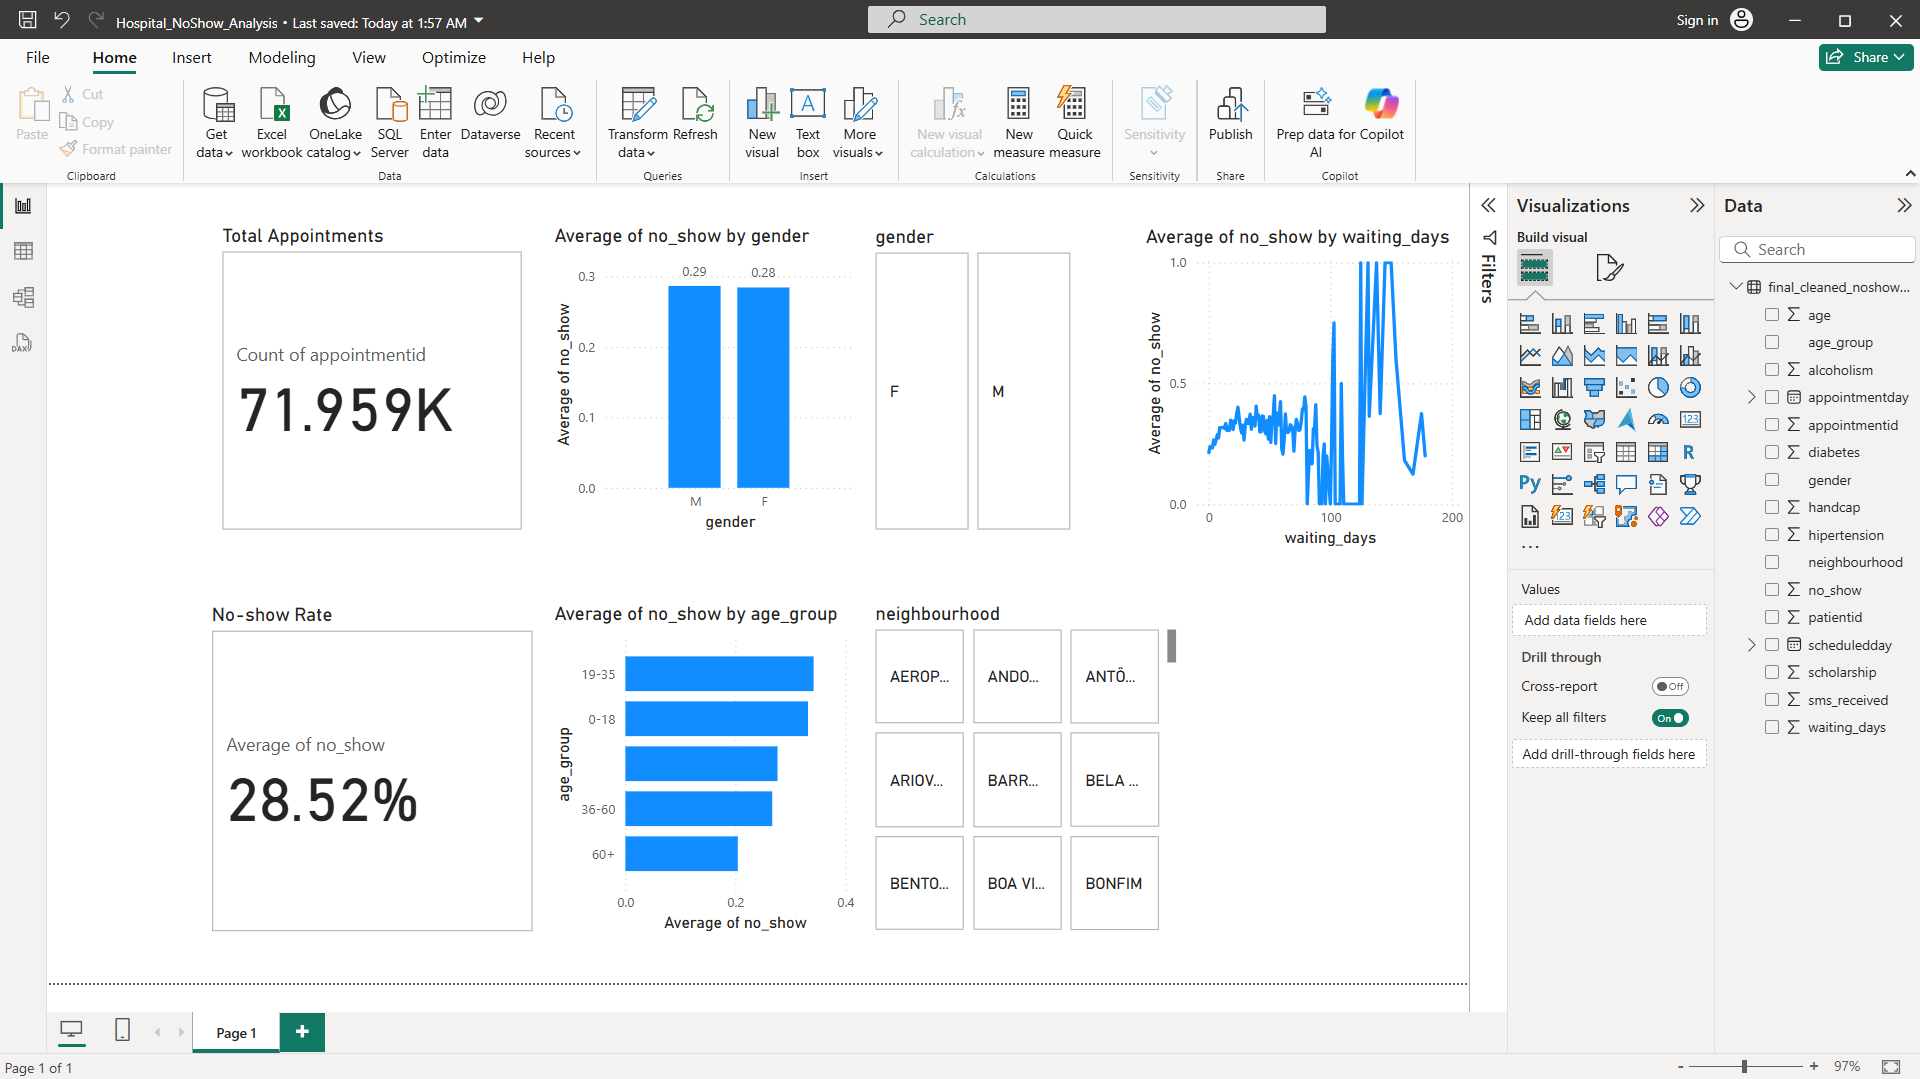 Hospital_NoShow_Analysis • Last saved: Today at 1:57 AM
Search
Sign in
File
Home
Insert
Modeling
View
Optimize
Help
Share
Paste
Cut
Copy
Format painter
Clipboard
Get data
Excel workbook
OneLake catalog
SQL Server
Enter data
Dataverse
Recent sources
Data
Transform data
Refresh
Queries
New visual
Text box
More visuals
Insert
New visual calculation
New measure
Quick measure
Calculations
Sensitivity
Sensitivity
Publish
Share
Prep data for AI
Copilot
Copilot
Total Appointments
Count of appointmentid
71.959K
Average of no_show by gender
Average of no_show
0.3
0.2
0.1
0.0
0.29
0.28
M
F
gender
gender
F
M
Average of no_show by waiting_days
Average of no_show
1.0
0.5
0.0
0
100
200
waiting_days
No-show Rate
Average of no_show
28.52%
Average of no_show by age_group
age_group
19-35
0-18
36-60
60+
0.0
0.2
0.4
Average of no_show
neighbourhood
AEROP...
ANDO...
ANTÔ...
ARIOV...
BARR...
BELA ...
BENTO...
BOA VI...
BONFIM
Filters
Visualizations
Build visual
123
R
Py
123
...
Values
Add data fields here
Drill through
Cross-report
Off
Keep all filters
On
Add drill-through fields here
Data
Search
final_cleaned_noshow...
age
age_group
alcoholism
appointmentday
appointmentid
diabetes
gender
handcap
hipertension
neighbourhood
no_show
patientid
scheduledday
scholarship
sms_received
waiting_days
Page 1
Page 1 of 1
97%